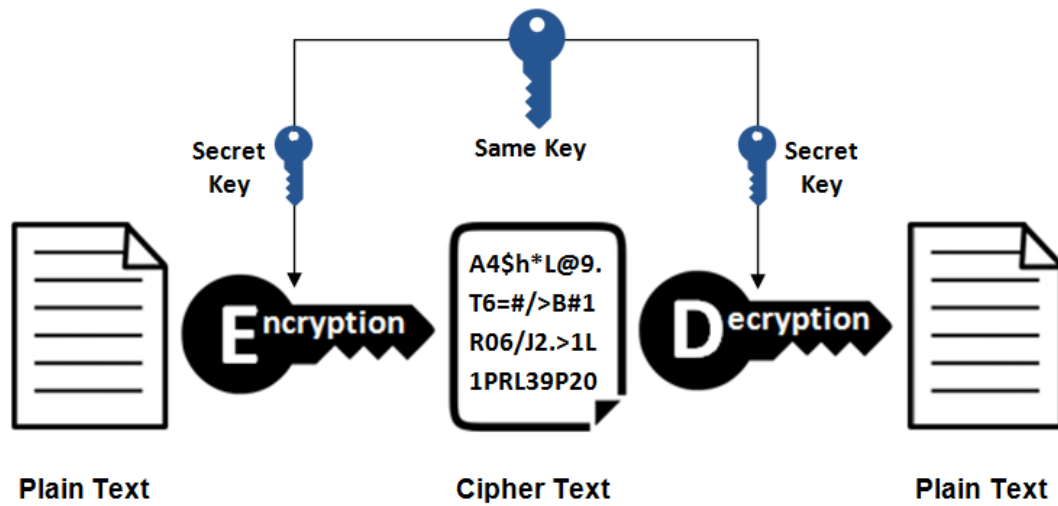 Same Key
Secret
Key
Secret
Key
Encryption
A4$h*L@9.
T6=#/>B#1
R06/J2.>1L
1PRL39P20
Decryption
Plain Text
Cipher Text
Plain Text